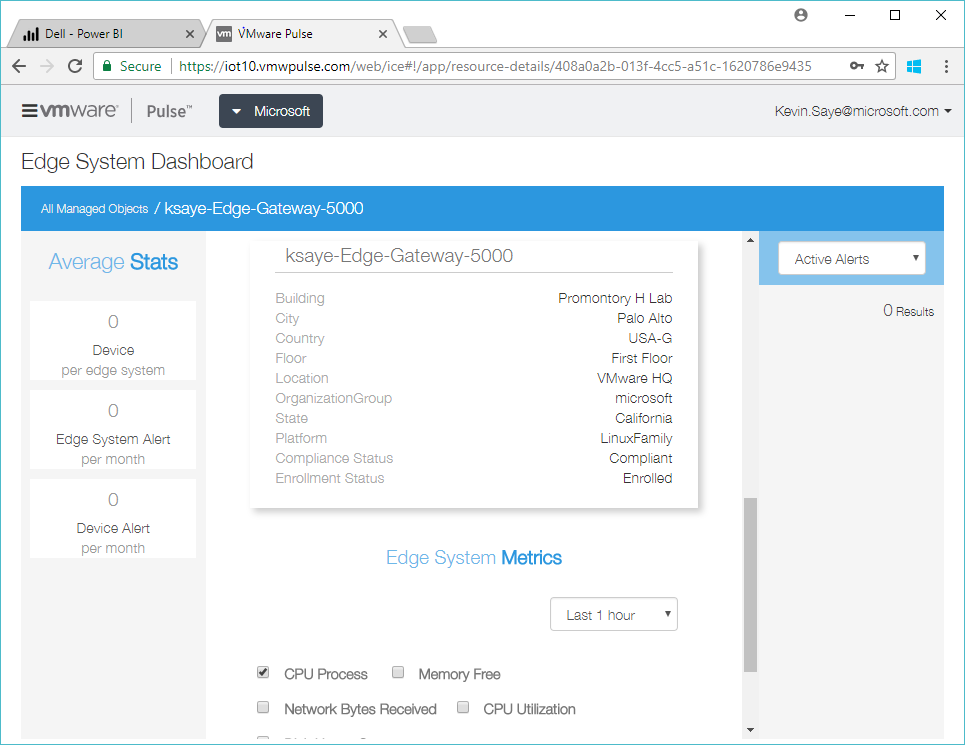 Dell - Power BI
vm VMware Pulse
Secure https://iot10.vmwpulse.com/web/ice#!/app/resource-details/408a0a2b-013f-4cc5-a51c-1620786e9435
vmware Pulse™ Microsoft Kevin.Saye@microsoft.com
Edge System Dashboard
All Managed Objects / ksaye-Edge-Gateway-5000
Average Stats
0
Device
per edge system
0
Edge System Alert
per month
0
Device Alert
per month
ksaye-Edge-Gateway-5000
Building Promontory H Lab
City Palo Alto
Country USA-G
Floor First Floor
Location VMware HQ
OrganizationGroup microsoft
State California
Platform LinuxFamily
Compliance Status Compliant
Enrollment Status Enrolled
Edge System Metrics
Last 1 hour
CPU Process Memory Free
Network Bytes Received CPU Utilization
Active Alerts
0 Results